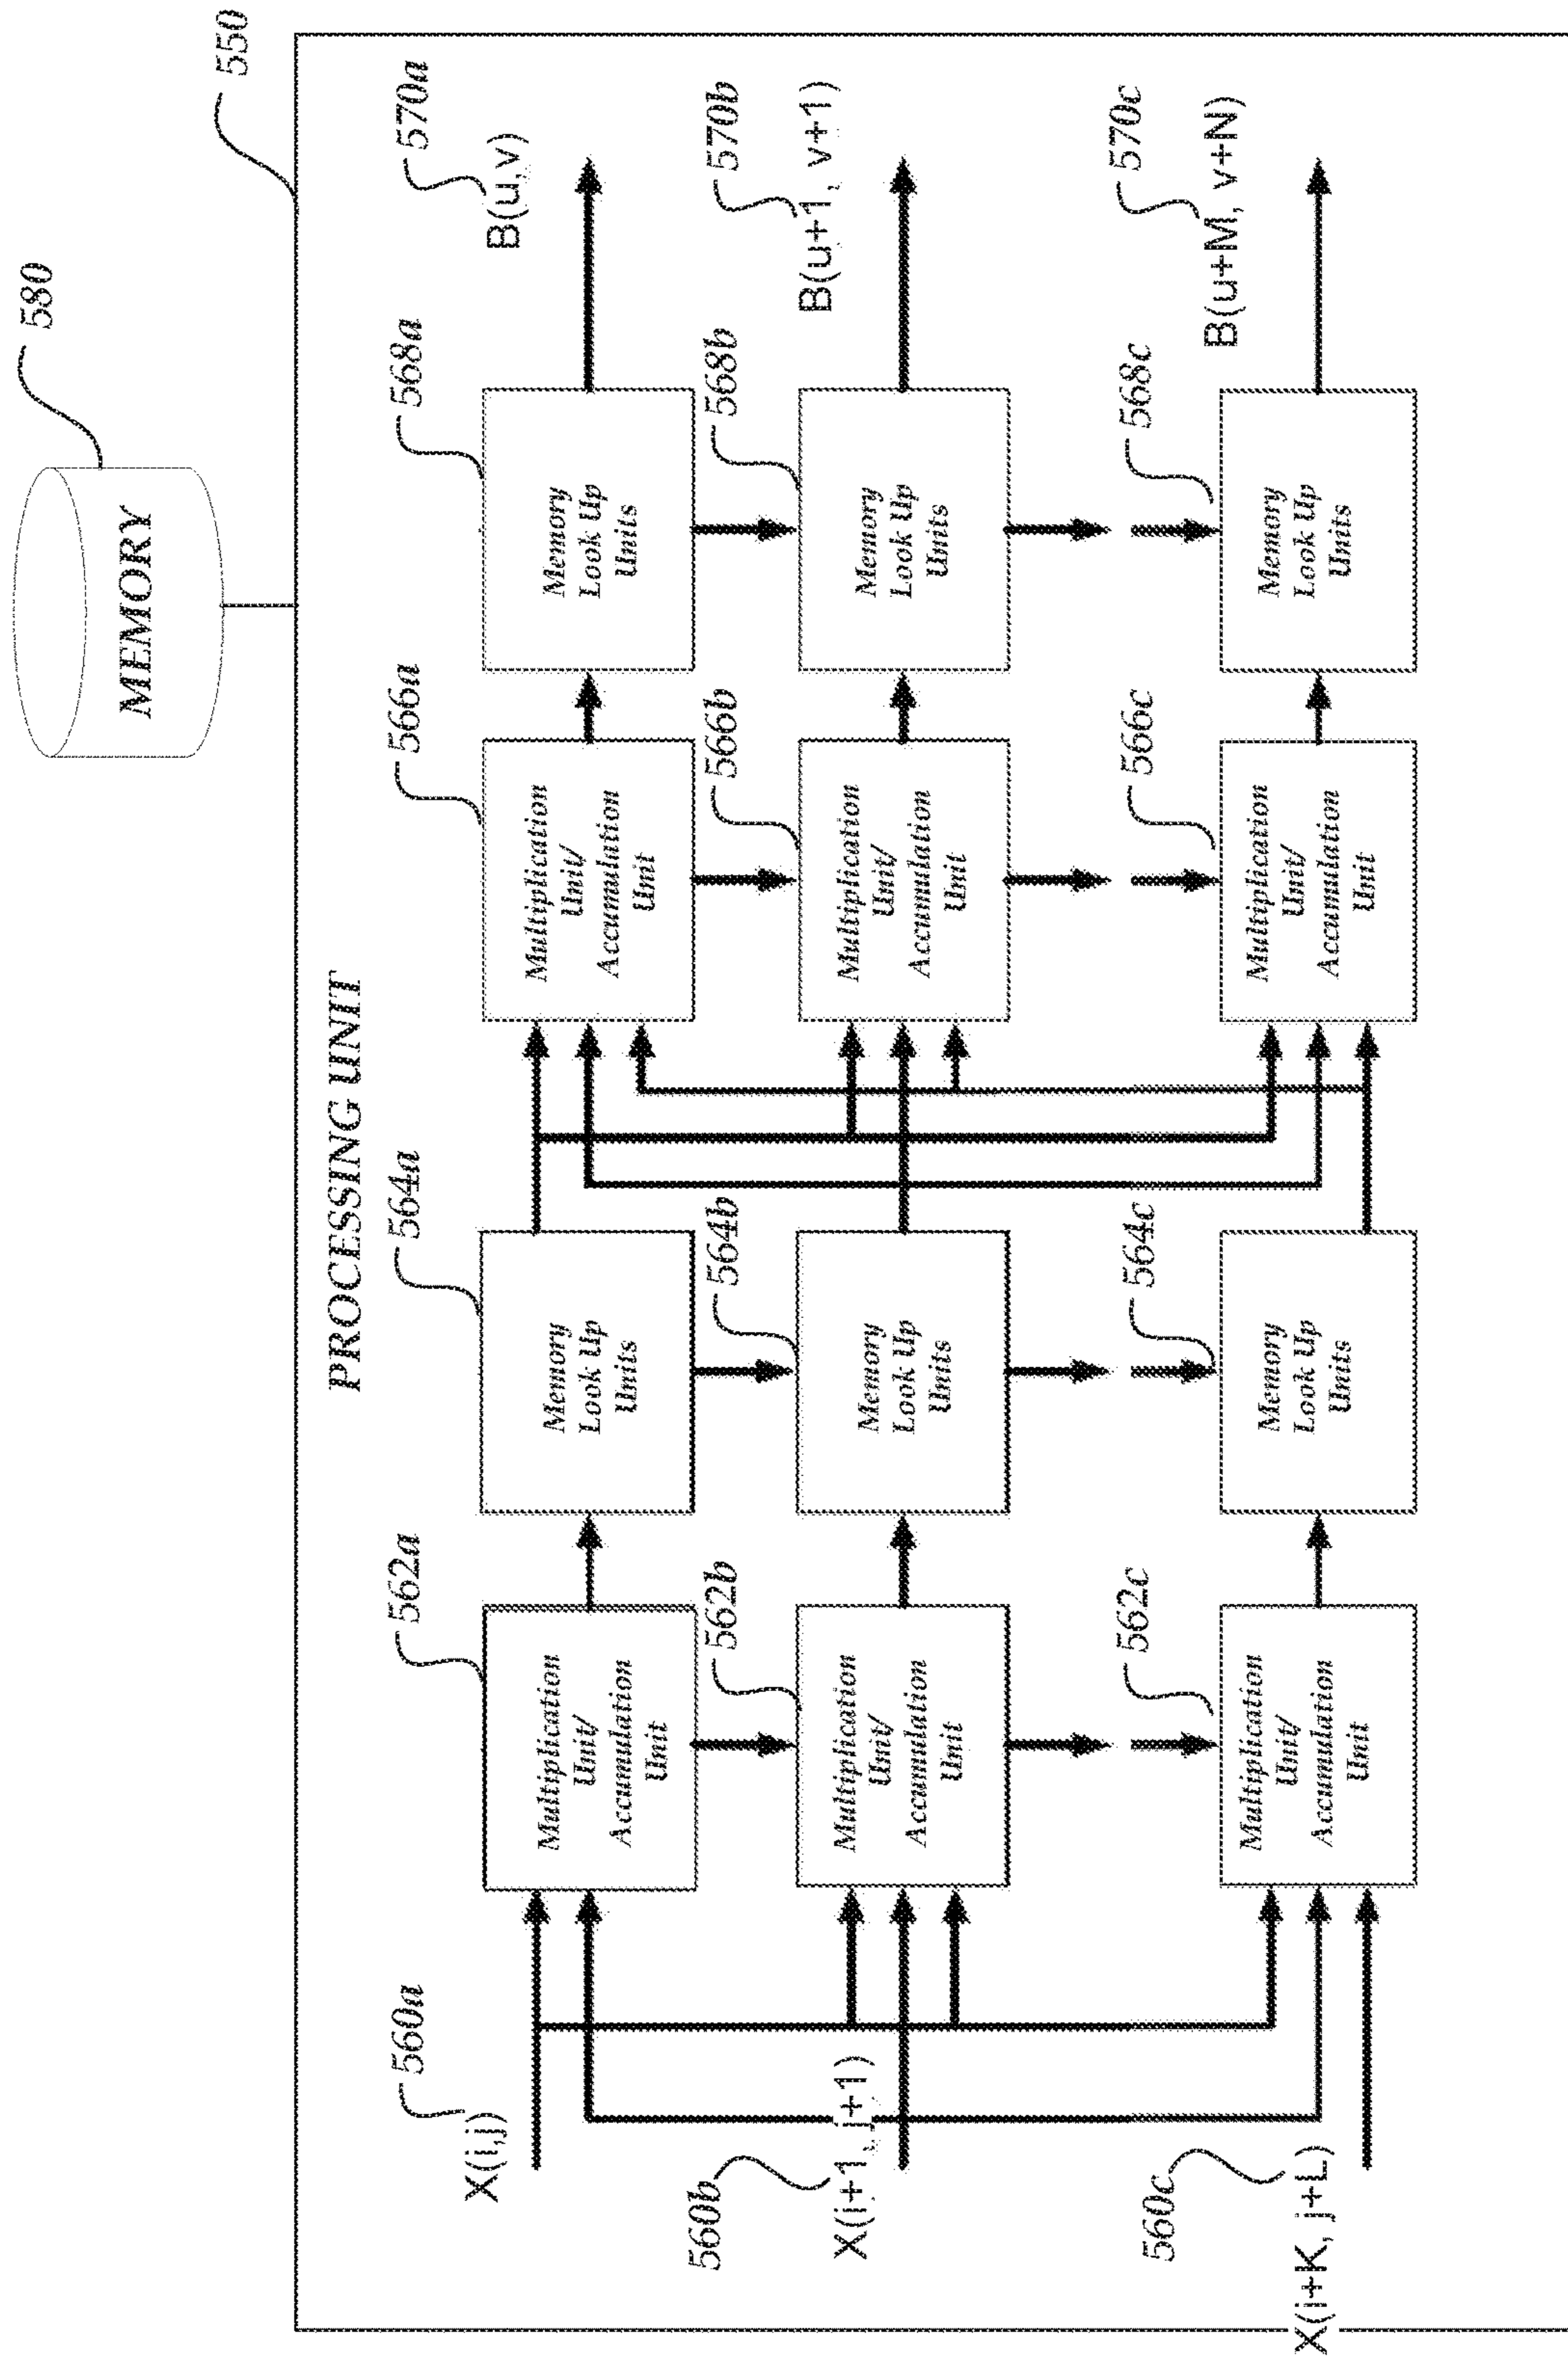 580
MEMORY
550
PROCESSING UNIT
560a
X(i,j)
562a
Multiplication
Unit/
Accumulation
Unit
564a
Memory
Look Up
Units
566a
Multiplication
Unit/
Accumulation
Unit
568a
Memory
Look Up
Units
570a
B(u,v)
560b
X(i+1, j+1)
562b
Multiplication
Unit/
Accumulation
Unit
564b
Memory
Look Up
Units
566b
Multiplication
Unit/
Accumulation
Unit
568b
Memory
Look Up
Units
570b
B(u+1, v+1)
560c
X(i+K, j+L)
562c
Multiplication
Unit/
Accumulation
Unit
564c
Memory
Look Up
Units
566c
Multiplication
Unit/
Accumulation
Unit
568c
Memory
Look Up
Units
570c
B(u+M, v+N)